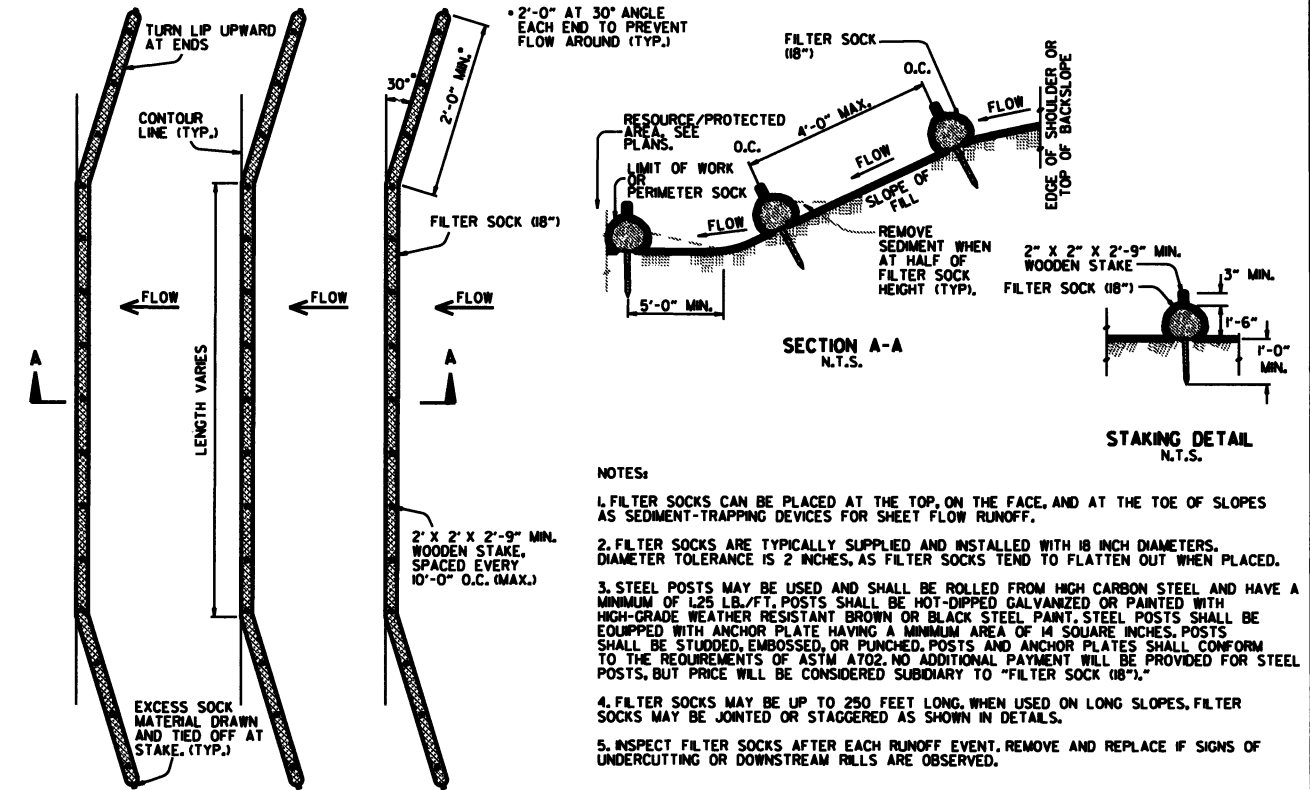 TURN LIP UPWARD
AT ENDS
CONTOUR
LINE (TYP.)
30°*
2'-0" MIN.*
* 2'-0" AT 30° ANGLE
EACH END TO PREVENT
FLOW AROUND (TYP.)
FILTER SOCK (18")
FLOW
FLOW
FLOW
A
A
LENGTH VARIES
2' X 2' X 2'-9" MIN.
WOODEN STAKE,
SPACED EVERY
10'-0" O.C. (MAX.)
EXCESS SOCK
MATERIAL DRAWN
AND TIED OFF AT
STAKE. (TYP.)
FILTER SOCK
(18")
O.C.
FLOW
EDGE OF SHOULDER OR
TOP OF BACKSLOPE
4'-0" MAX.
RESOURCE/PROTECTED
AREA, SEE
PLANS.
O.C.
LIMIT OF WORK
OR
PERIMETER SOCK
FLOW
SLOPE OF
FILL
FLOW
REMOVE
SEDIMENT WHEN
AT HALF OF
FILTER SOCK
HEIGHT (TYP).
5'-0" MIN.
SECTION A-A
N.T.S.
2" X 2" X 2'-9" MIN.
WOODEN STAKE
FILTER SOCK (18")
3" MIN.
1'-6"
1'-0"
MIN.
STAKING DETAIL
N.T.S.
NOTES:
1. FILTER SOCKS CAN BE PLACED AT THE TOP, ON THE FACE, AND AT THE TOE OF SLOPES
AS SEDIMENT-TRAPPING DEVICES FOR SHEET FLOW RUNOFF.
2. FILTER SOCKS ARE TYPICALLY SUPPLIED AND INSTALLED WITH 18 INCH DIAMETERS.
DIAMETER TOLERANCE IS 2 INCHES, AS FILTER SOCKS TEND TO FLATTEN OUT WHEN PLACED.
3. STEEL POSTS MAY BE USED AND SHALL BE ROLLED FROM HIGH CARBON STEEL AND HAVE A
MINIMUM OF 1.25 LB./FT. POSTS SHALL BE HOT-DIPPED GALVANIZED OR PAINTED WITH
HIGH-GRADE WEATHER RESISTANT BROWN OR BLACK STEEL PAINT. STEEL POSTS SHALL BE
EQUIPPED WITH ANCHOR PLATE HAVING A MINIMUM AREA OF 14 SQUARE INCHES. POSTS
SHALL BE STUDDED, EMBOSSED, OR PUNCHED. POSTS AND ANCHOR PLATES SHALL CONFORM
TO THE REQUIREMENTS OF ASTM A702. NO ADDITIONAL PAYMENT WILL BE PROVIDED FOR STEEL
POSTS, BUT PRICE WILL BE CONSIDERED SUBIDIARY TO "FILTER SOCK (18")."
4. FILTER SOCKS MAY BE UP TO 250 FEET LONG. WHEN USED ON LONG SLOPES, FILTER
SOCKS MAY BE JOINTED OR STAGGERED AS SHOWN IN DETAILS.
5. INSPECT FILTER SOCKS AFTER EACH RUNOFF EVENT. REMOVE AND REPLACE IF SIGNS OF
UNDERCUTTING OR DOWNSTREAM RILLS ARE OBSERVED.